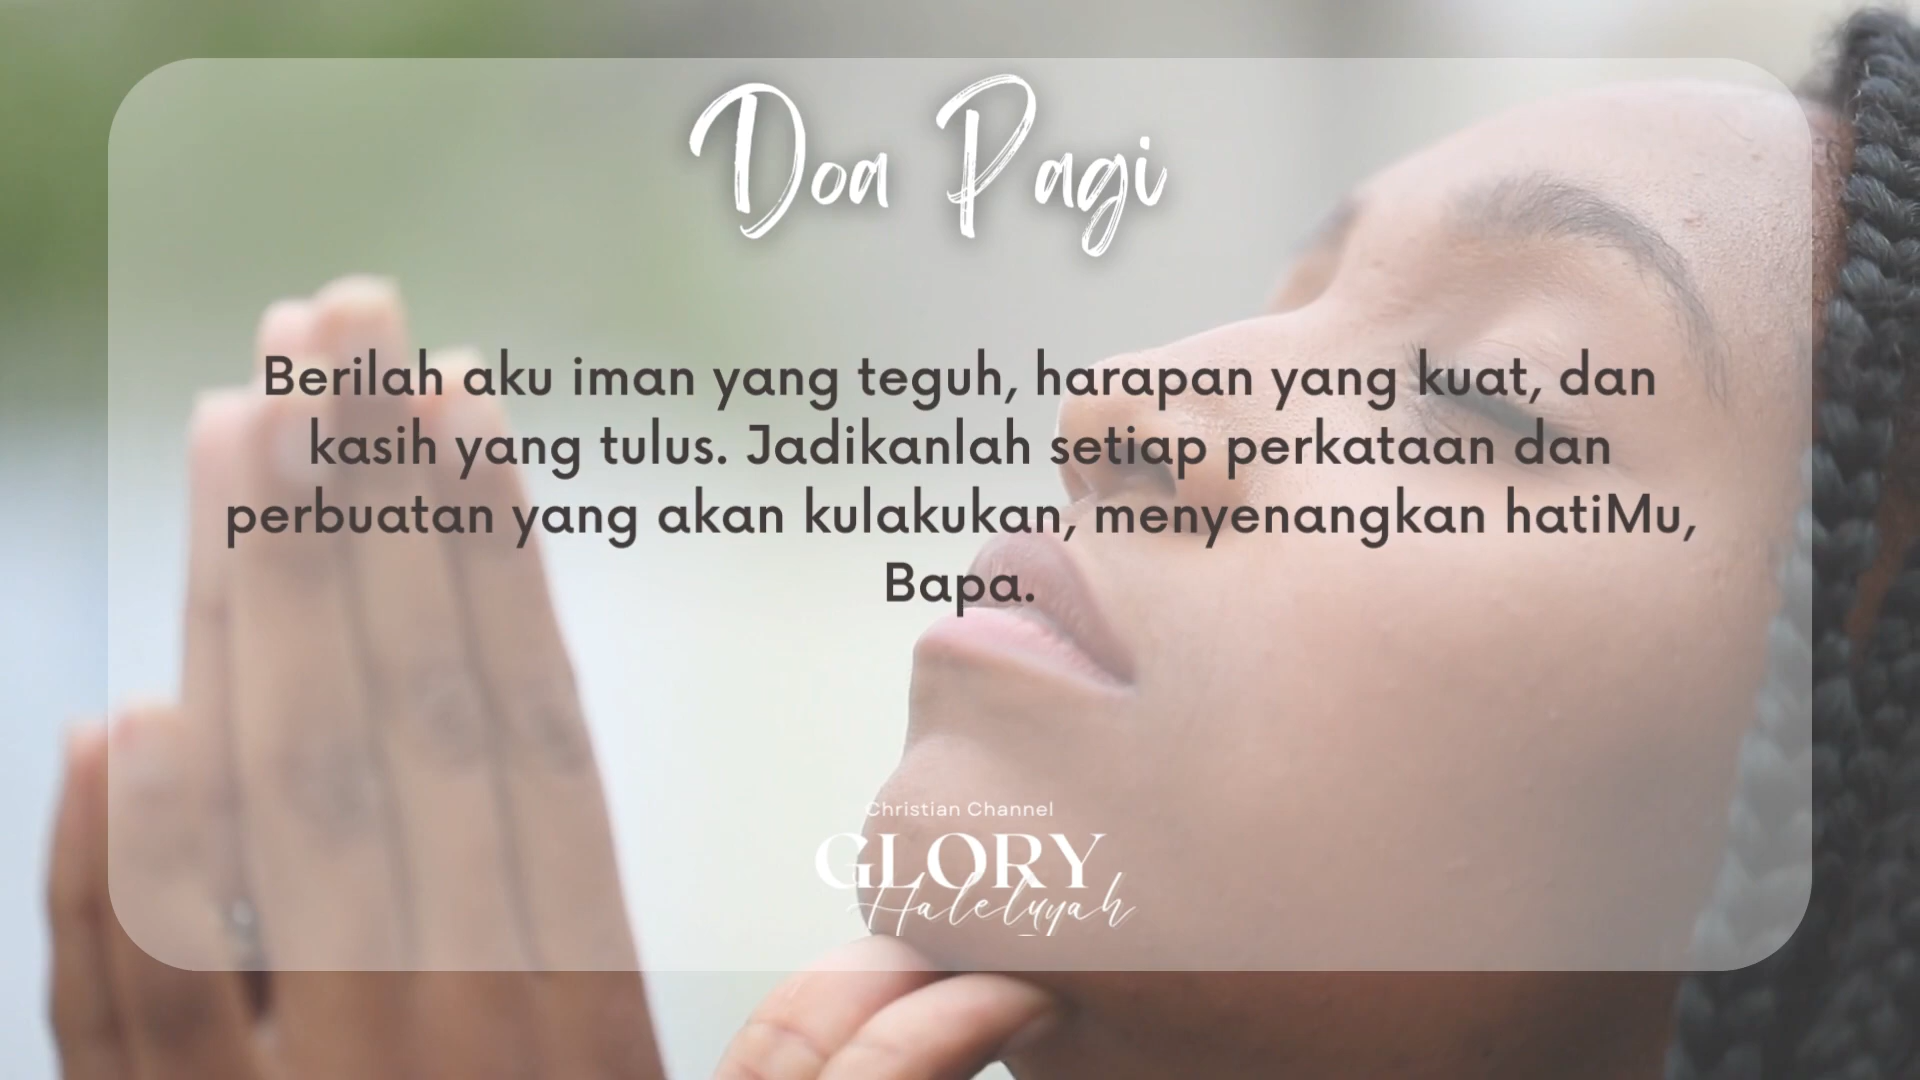 Doa Pagi
Berilah aku iman yang teguh, harapan yang kuat, dan
kasih yang tulus. Jadikanlah setiap perkataan dan
perbuatan yang akan kulakukan, menyenangkan hatiMu,
Bapa.
Christian Channel
GLORY
Haleluyah